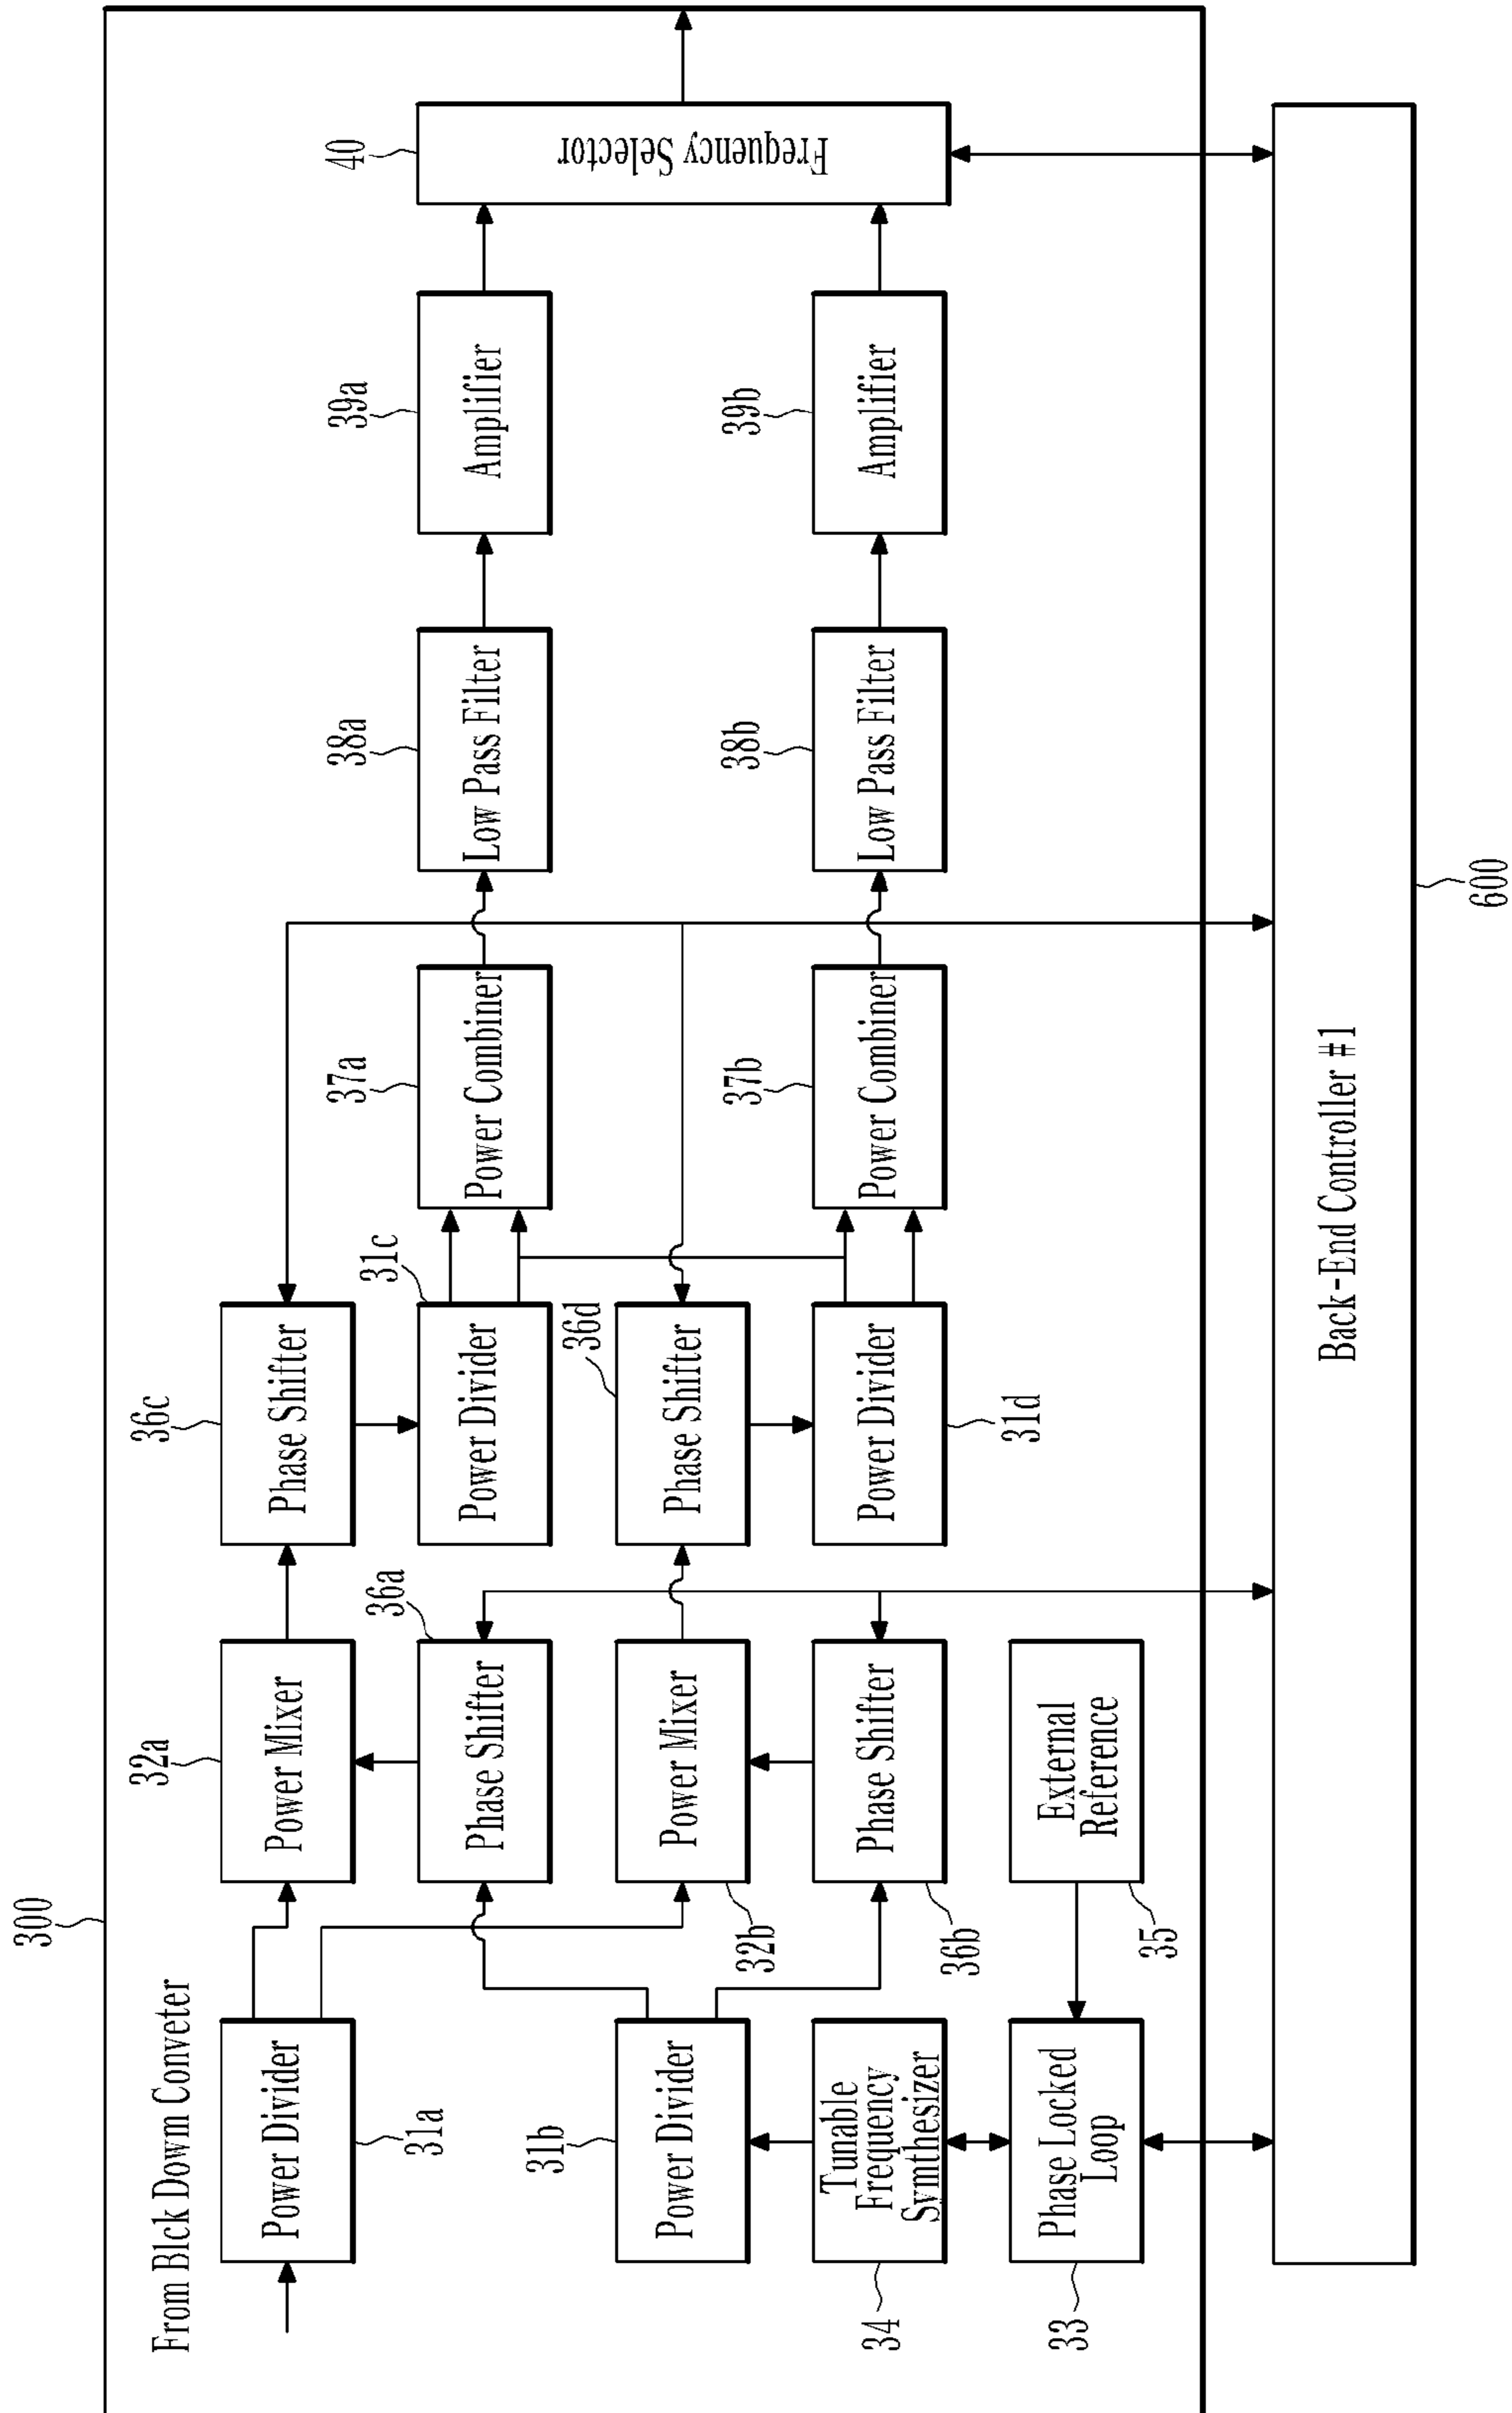 300
From Blck Down Conveter
Power Divider
31a
32a
Power Mixer
36c
Phase Shifter
36a
Phase Shifter
31c
Power Divider
37a
Power Combiner
38a
Low Pass Filter
39a
Amplifier
40
Frequency Selector
31b
Power Divider
32b
Power Mixer
36d
Phase Shifter
34
Tunable
Frequency
Symthesizer
36b
Phase Shifter
31d
Power Divider
37b
Power Combiner
38b
Low Pass Filter
39b
Amplifier
33
Phase Locked
Loop
35
External
Reference
Back-End Controller #1
600